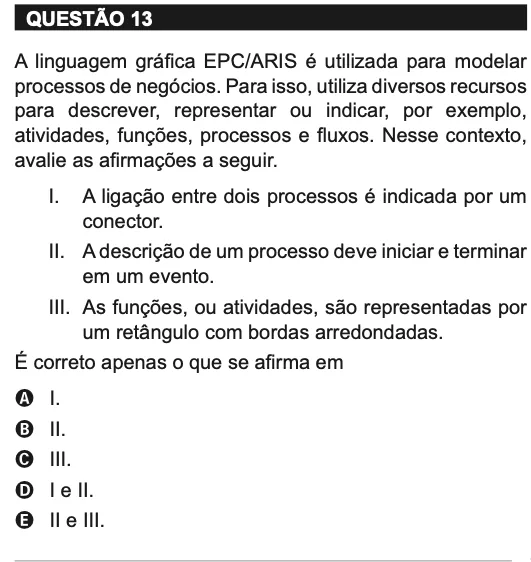 QUESTÃO 13
A linguagem gráfica EPC/ARIS é utilizada para modelar
processos de negócios. Para isso, utiliza diversos recursos
para descrever, representar ou indicar, por exemplo,
atividades, funções, processos e fluxos. Nesse contexto,
avalie as afirmações a seguir.
I. A ligação entre dois processos é indicada por um
conector.
II. A descrição de um processo deve iniciar e terminar
em um evento.
III. As funções, ou atividades, são representadas por
um retângulo com bordas arredondadas.
É correto apenas o que se afirma em
A I.
B II.
C III.
D I e II.
E II e III.